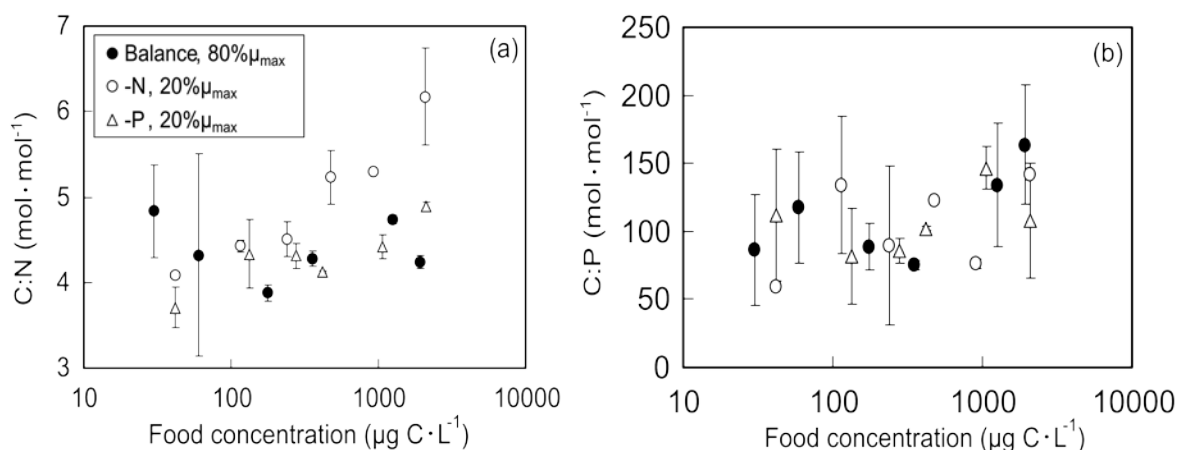 7
6
5
4
3
C:N (mol·mol⁻¹)
(a)
Balance, 80%μmax
-N, 20%μmax
-P, 20%μmax
10
100
1000
10000
Food concentration (μg C·L⁻¹)
250
200
150
100
50
0
C:P (mol·mol⁻¹)
(b)
10
100
1000
10000
Food concentration (μg C·L⁻¹)